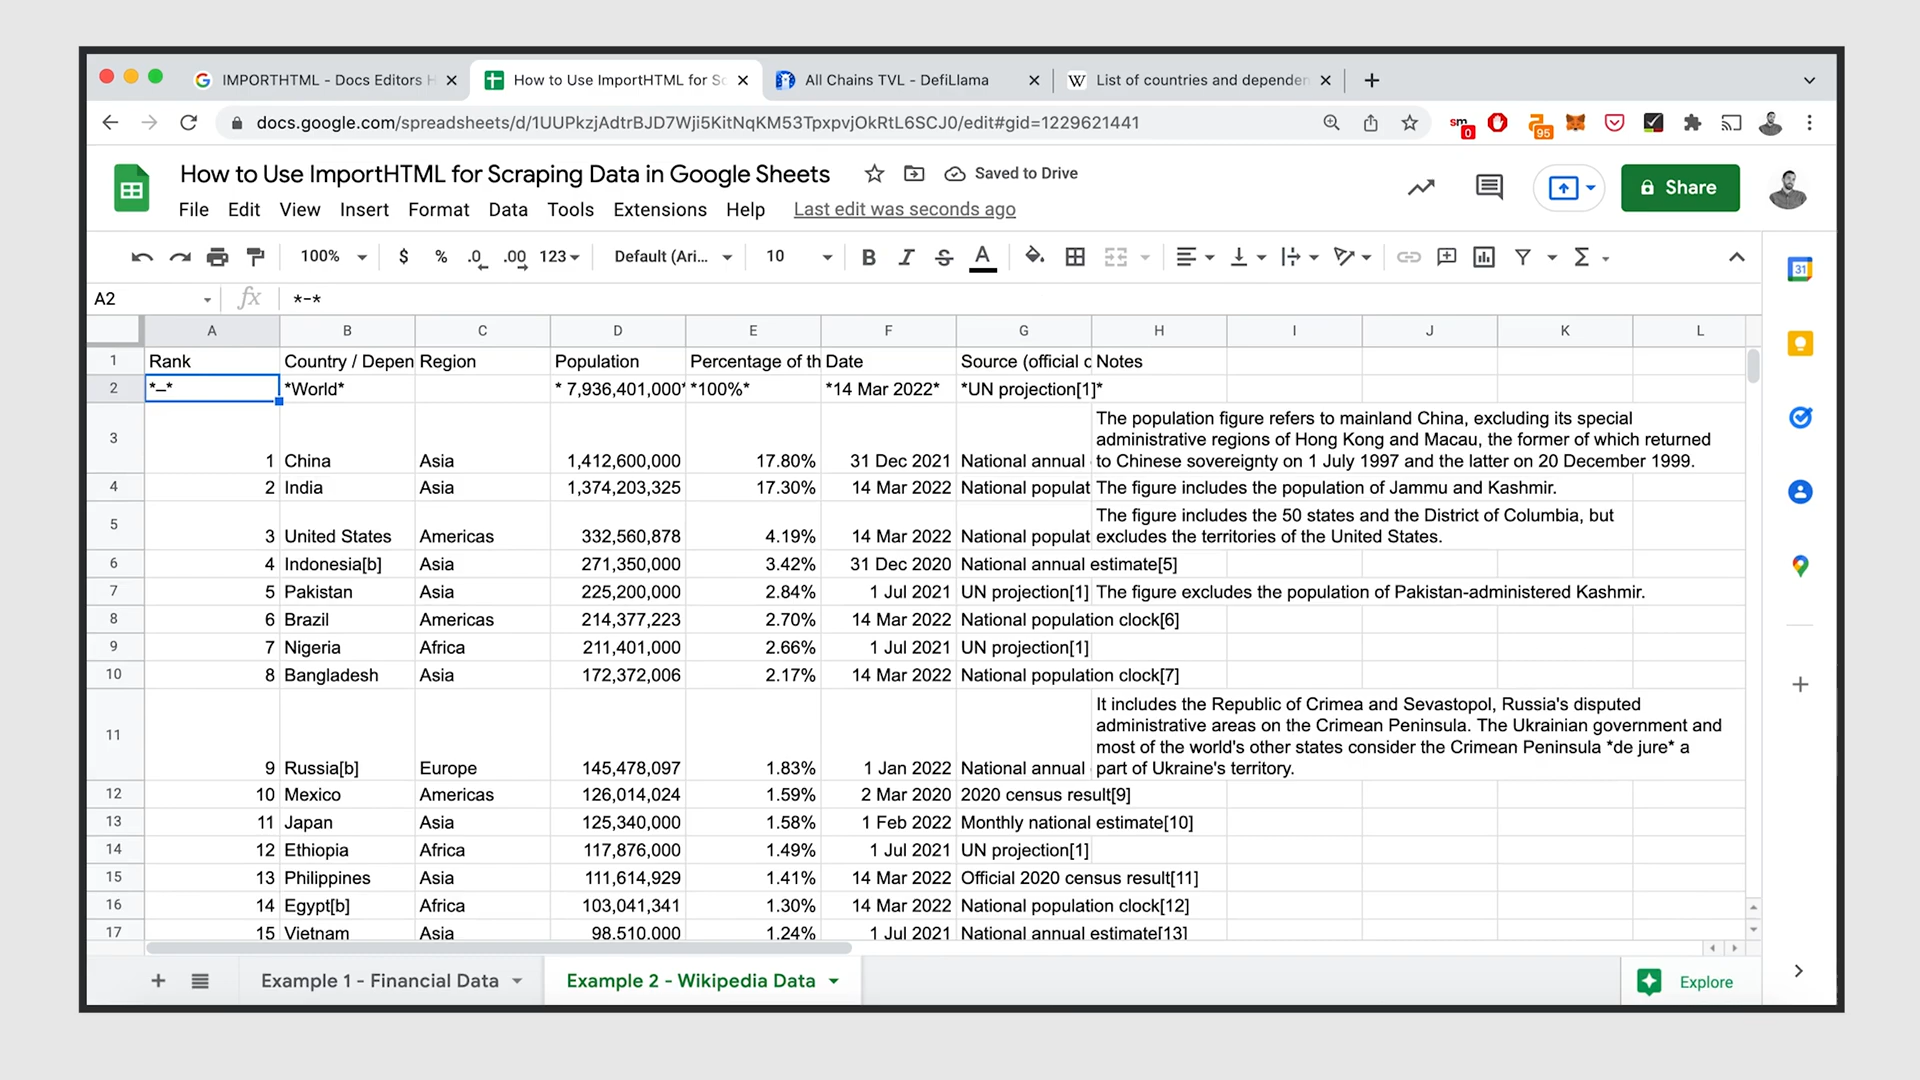 IMPORTHTML - Docs Editors H
How to Use ImportHTML for Sc
All Chains TVL - DefiLlama
W List of countries and dependen
docs.google.com/spreadsheets/d/1UUPkzjAdtrBJD7Wji5KitNqKM53TpxpvjOkRtL6SCJ0/edit#gid=1229621441
sm 0 95
How to Use ImportHTML for Scraping Data in Google Sheets
Saved to Drive
File Edit View Insert Format Data Tools Extensions Help Last edit was seconds ago
Share
100% $ % .0 .00 123 Default (Ari... 10 B I S A Σ
31
A2 fx *–*
A B C D E F G H I J K L
1 Rank Country / Depen Region Population Percentage of th Date Source (official o Notes
2 *–* *World* * 7,936,401,000* *100%* *14 Mar 2022* *UN projection[1]*
The population figure refers to mainland China, excluding its special
administrative regions of Hong Kong and Macau, the former of which returned
3 1 China Asia 1,412,600,000 17.80% 31 Dec 2021 National annual to Chinese sovereignty on 1 July 1997 and the latter on 20 December 1999.
4 2 India Asia 1,374,203,325 17.30% 14 Mar 2022 National populat The figure includes the population of Jammu and Kashmir.
The figure includes the 50 states and the District of Columbia, but
5 3 United States Americas 332,560,878 4.19% 14 Mar 2022 National populat excludes the territories of the United States.
6 4 Indonesia[b] Asia 271,350,000 3.42% 31 Dec 2020 National annual estimate[5]
7 5 Pakistan Asia 225,200,000 2.84% 1 Jul 2021 UN projection[1] The figure excludes the population of Pakistan-administered Kashmir.
8 6 Brazil Americas 214,377,223 2.70% 14 Mar 2022 National population clock[6]
9 7 Nigeria Africa 211,401,000 2.66% 1 Jul 2021 UN projection[1]
10 8 Bangladesh Asia 172,372,006 2.17% 14 Mar 2022 National population clock[7]
It includes the Republic of Crimea and Sevastopol, Russia's disputed
administrative areas on the Crimean Peninsula. The Ukrainian government and
most of the world's other states consider the Crimean Peninsula *de jure* a
11 9 Russia[b] Europe 145,478,097 1.83% 1 Jan 2022 National annual part of Ukraine's territory.
12 10 Mexico Americas 126,014,024 1.59% 2 Mar 2020 2020 census result[9]
13 11 Japan Asia 125,340,000 1.58% 1 Feb 2022 Monthly national estimate[10]
14 12 Ethiopia Africa 117,876,000 1.49% 1 Jul 2021 UN projection[1]
15 13 Philippines Asia 111,614,929 1.41% 14 Mar 2022 Official 2020 census result[11]
16 14 Egypt[b] Africa 103,041,341 1.30% 14 Mar 2022 National population clock[12]
17 15 Vietnam Asia 98,510,000 1.24% 1 Jul 2021 National annual estimate[13]
Example 1 - Financial Data Example 2 - Wikipedia Data Explore